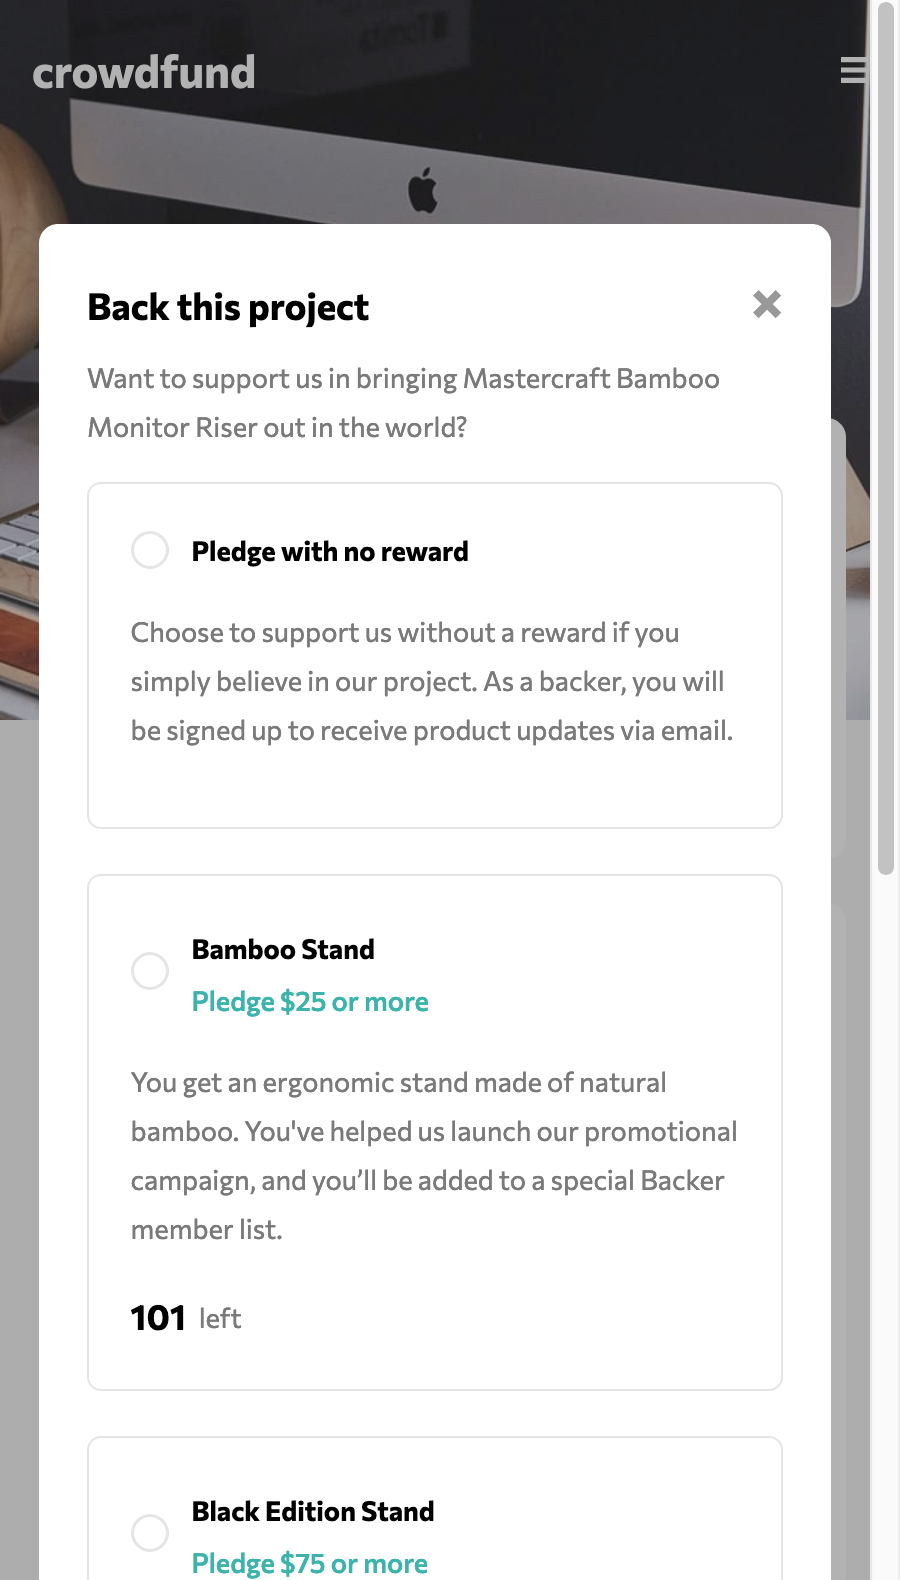 crowdfund
Back this project
Want to support us in bringing Mastercraft Bamboo
Monitor Riser out in the world?
Pledge with no reward
Choose to support us without a reward if you
simply believe in our project. As a backer, you will
be signed up to receive product updates via email.
Bamboo Stand
Pledge $25 or more
You get an ergonomic stand made of natural
bamboo. You've helped us launch our promotional
campaign, and you’ll be added to a special Backer
member list.
101 left
Black Edition Stand
Pledge $75 or more